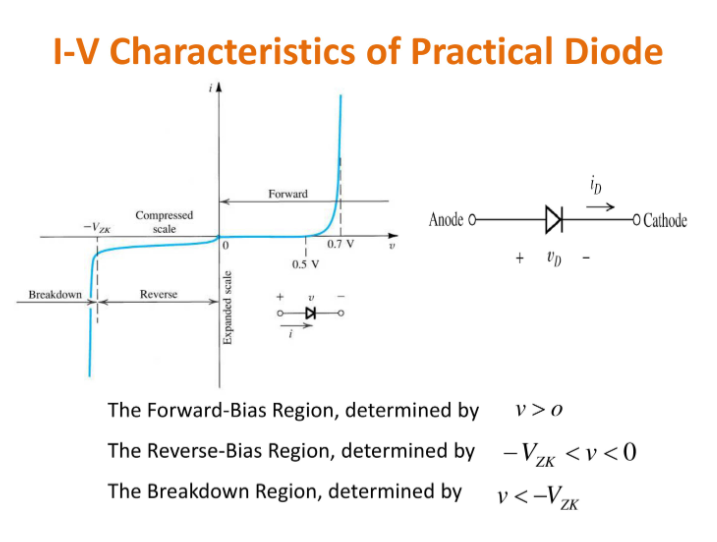 I-V Characteristics of Practical Diode
i
Forward
Compressed
scale
−V_ZK
0
0.7 V
v
0.5 V
Breakdown
Reverse
Expanded scale
+ v −
i
i_D
Anode
Cathode
+ v_D −
The Forward-Bias Region, determined by v > o
The Reverse-Bias Region, determined by −V_ZK < v < 0
The Breakdown Region, determined by v < −V_ZK